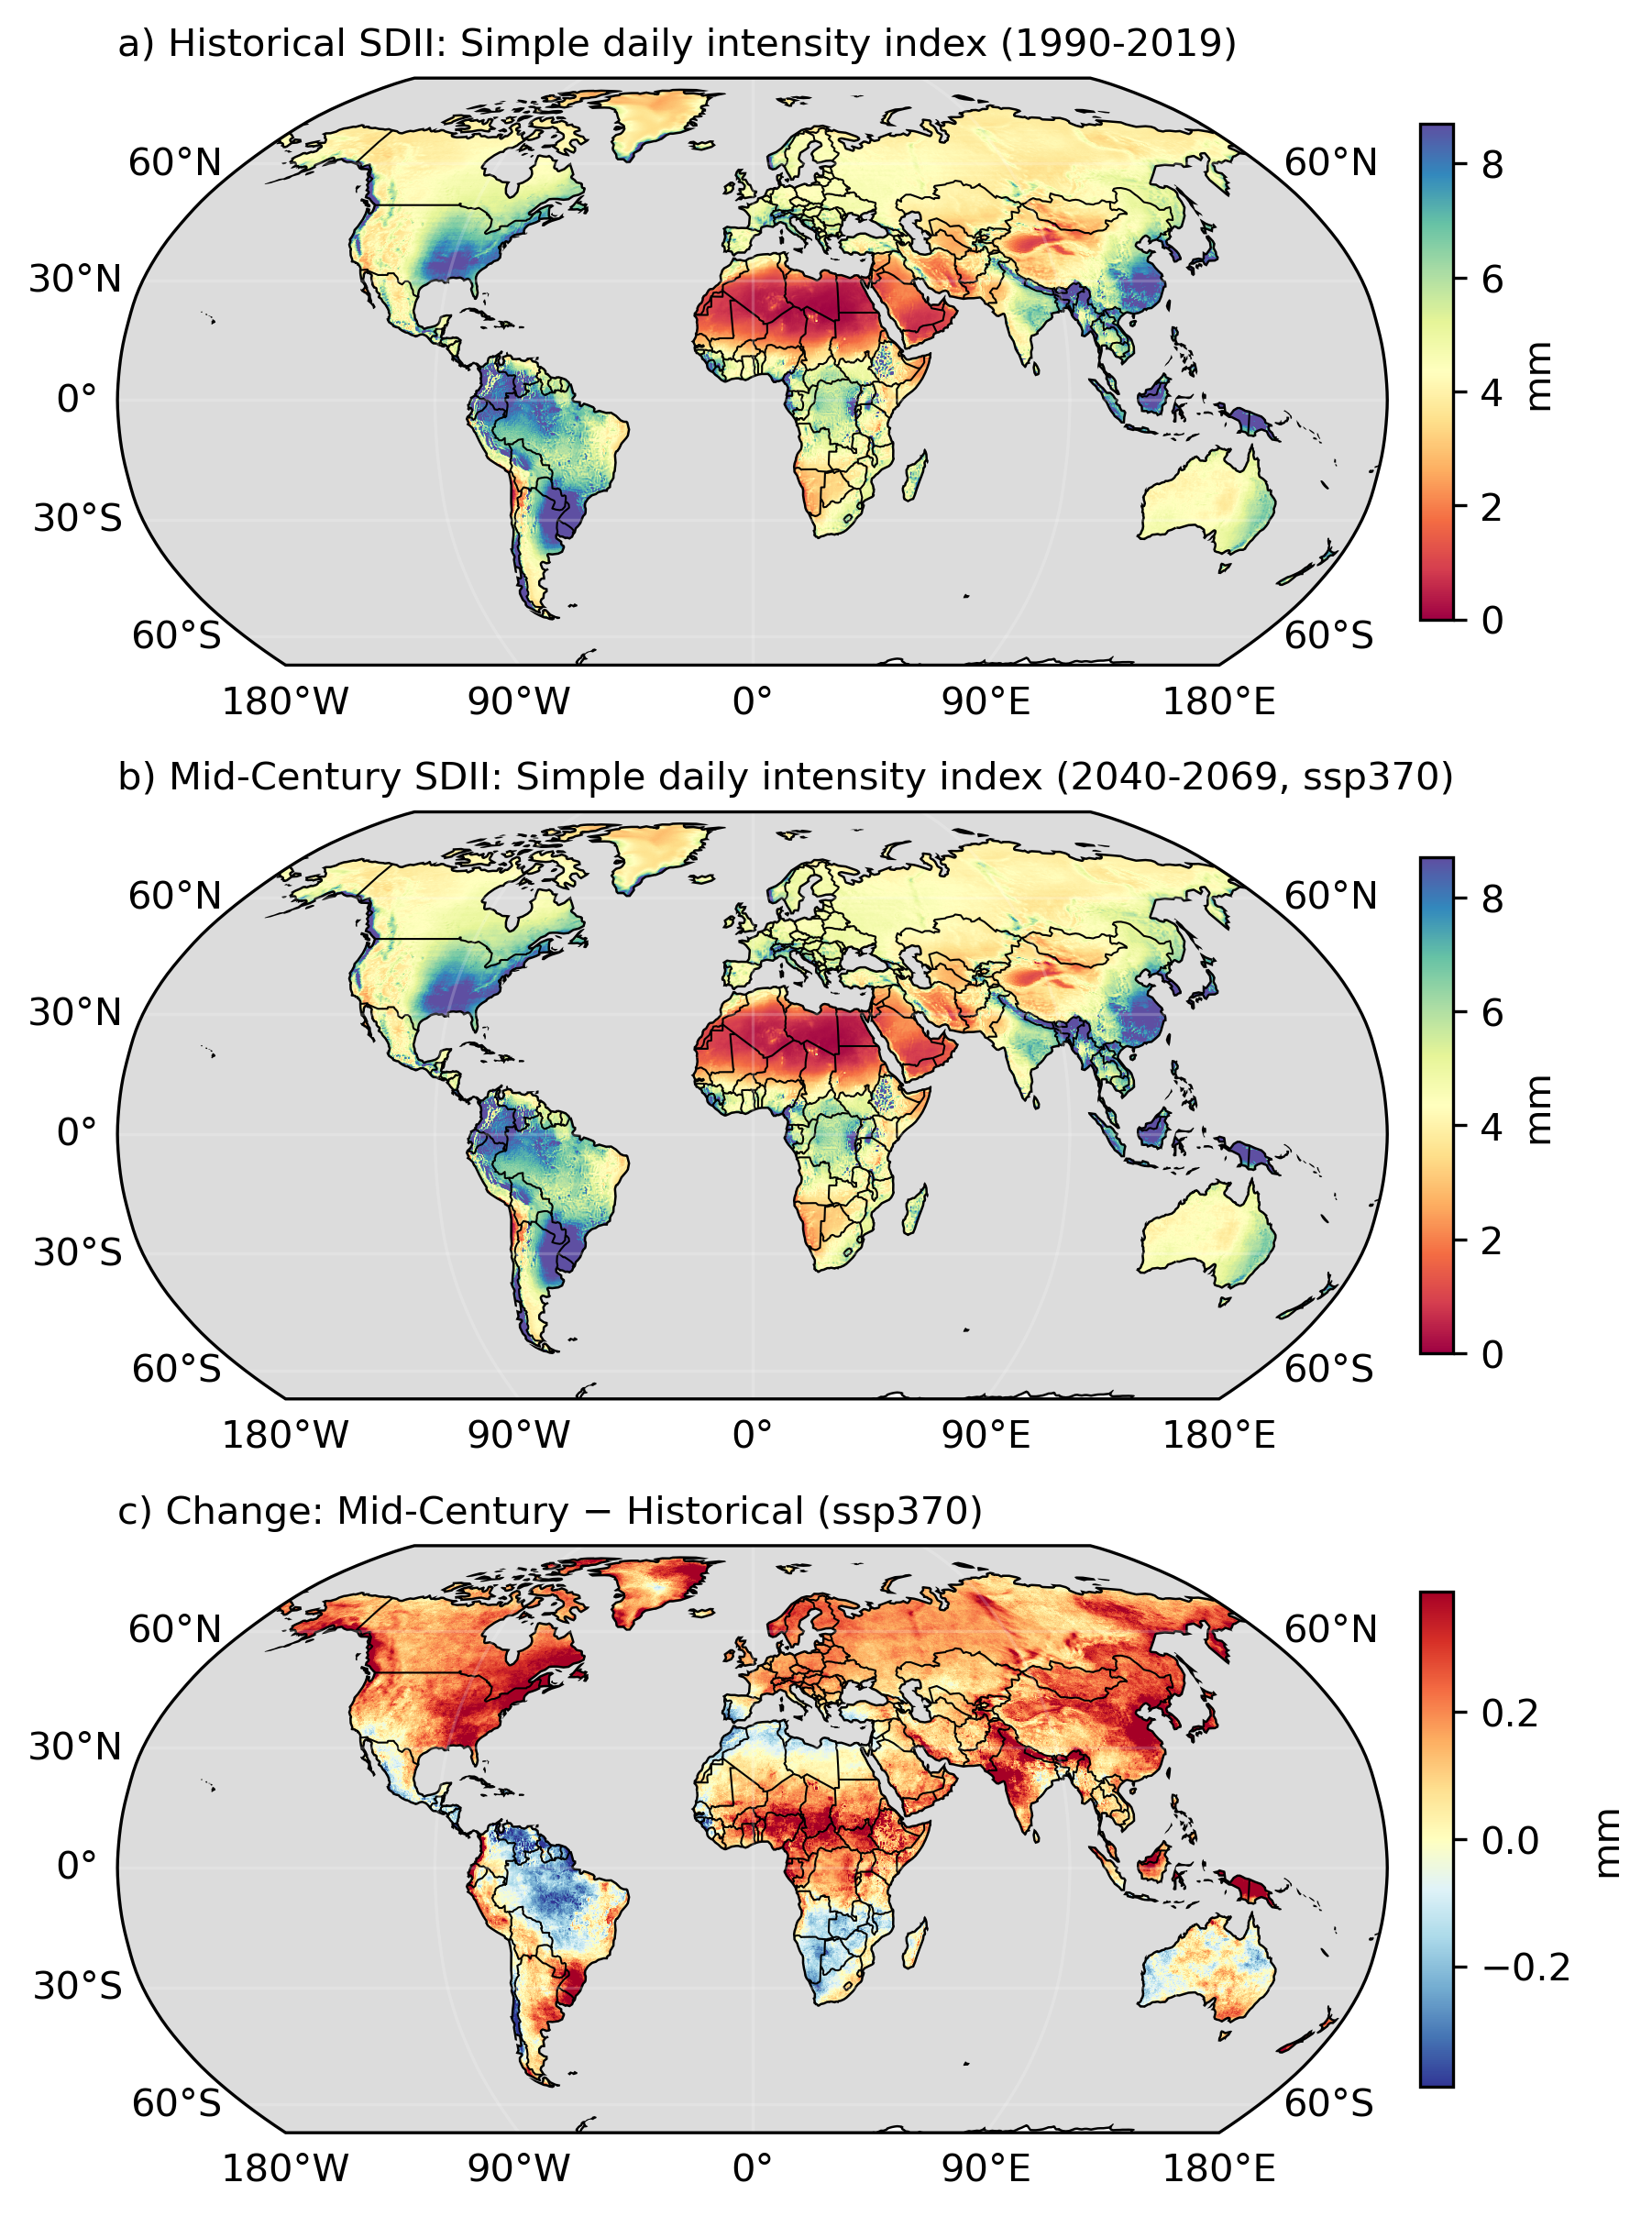 a) Historical SDII: Simple daily intensity index (1990-2019)
60°N 60°N
30°N
0°
30°S
60°S 60°S
180°W 90°W 0° 90°E 180°E
8
6
4
2
0
mm
b) Mid-Century SDII: Simple daily intensity index (2040-2069, ssp370)
60°N 60°N
30°N
0°
30°S
60°S 60°S
180°W 90°W 0° 90°E 180°E
8
6
4
2
0
mm
c) Change: Mid-Century − Historical (ssp370)
60°N 60°N
30°N
0°
30°S
60°S 60°S
180°W 90°W 0° 90°E 180°E
0.2
0.0
−0.2
mm